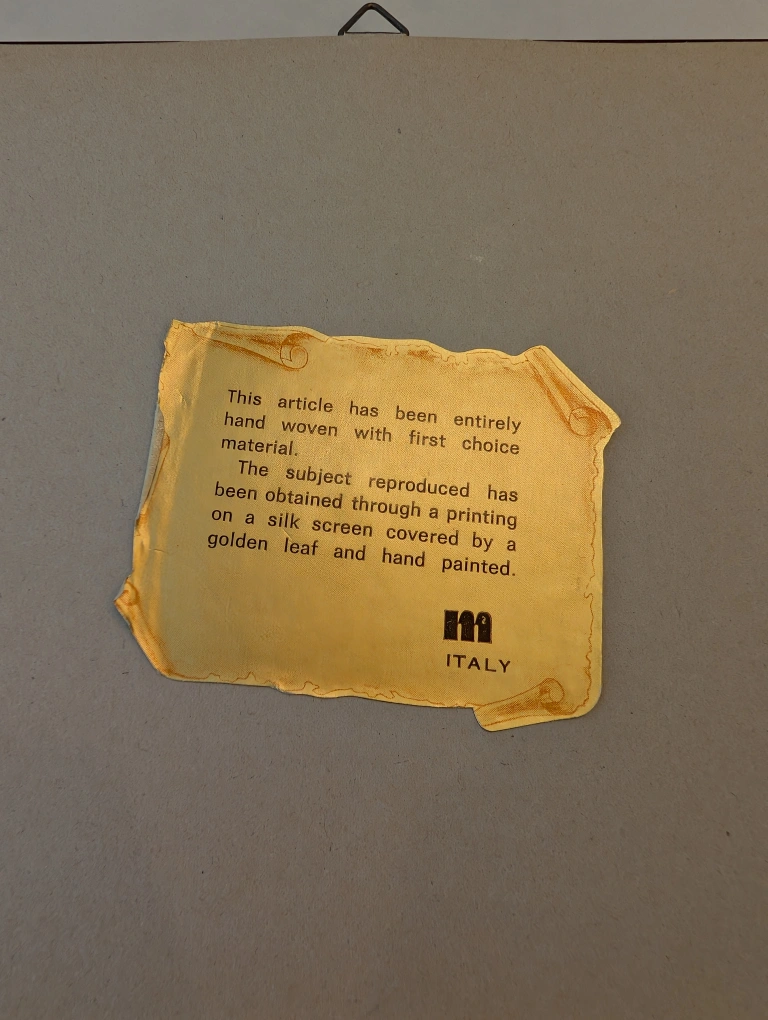 This article has been entirely
hand woven with first choice
material.
The subject reproduced has
been obtained through a printing
on a silk screen covered by a
golden leaf and hand painted.
m
ITALY